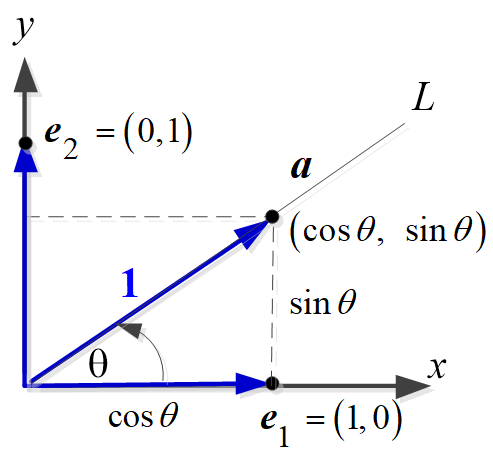 y
L
e₂ = (0,1)
a
(cos θ, sin θ)
1
sin θ
θ
x
cos θ
e₁ = (1,0)